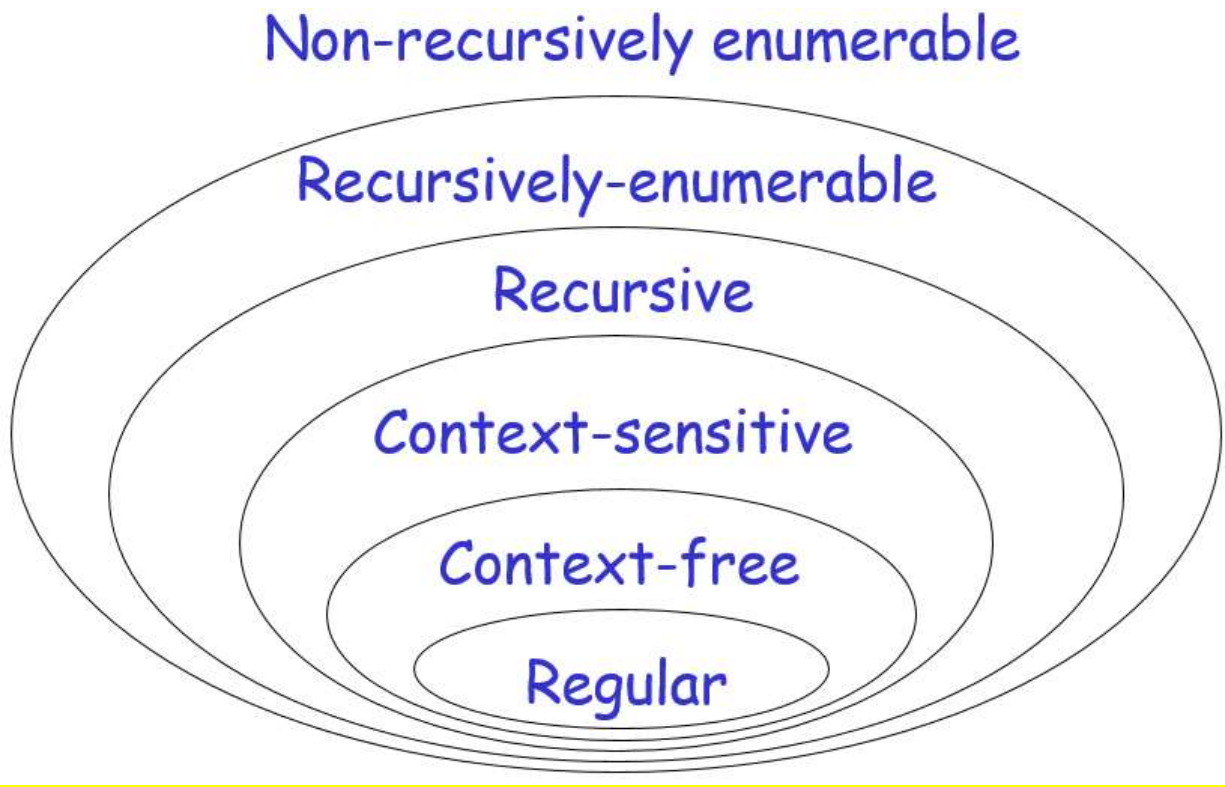 Non-recursively enumerable
Recursively-enumerable
Recursive
Context-sensitive
Context-free
Regular